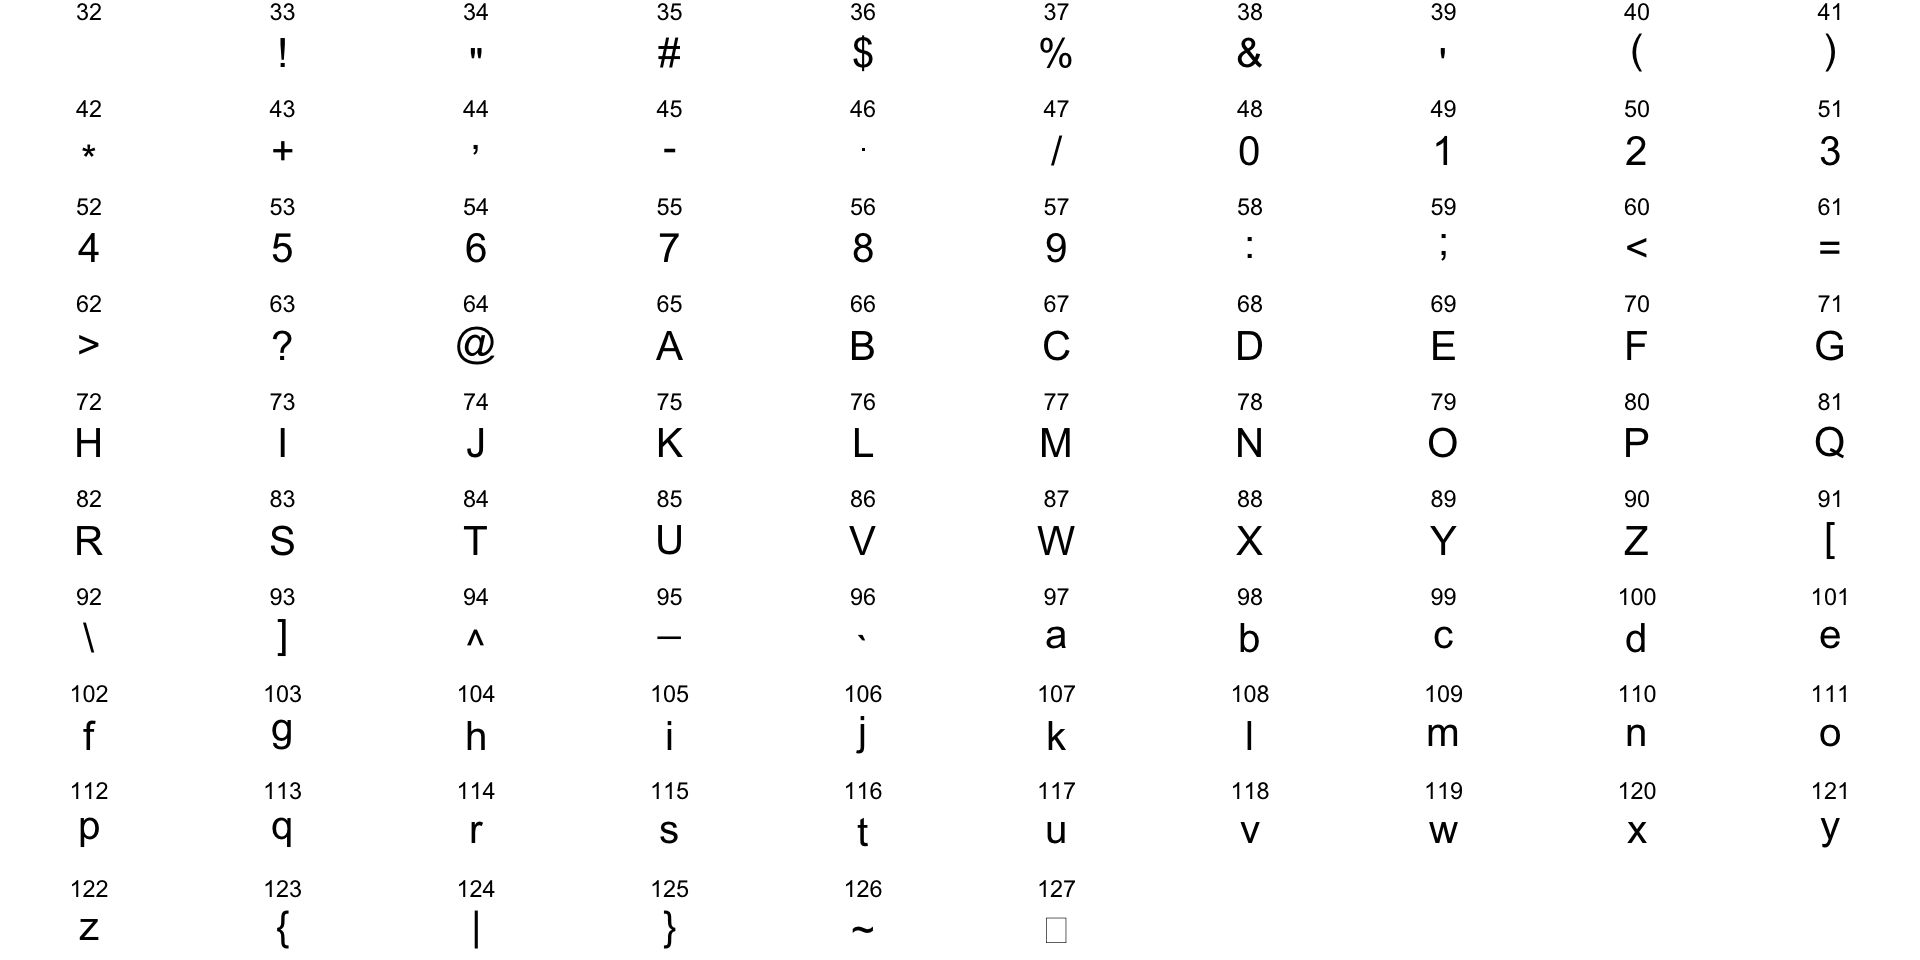 32 33 34 35 36 37 38 39 40 41
! " # $ % & ' ( )
42 43 44 45 46 47 48 49 50 51
* + , - . / 0 1 2 3
52 53 54 55 56 57 58 59 60 61
4 5 6 7 8 9 : ; < =
62 63 64 65 66 67 68 69 70 71
> ? @ A B C D E F G
72 73 74 75 76 77 78 79 80 81
H I J K L M N O P Q
82 83 84 85 86 87 88 89 90 91
R S T U V W X Y Z [
92 93 94 95 96 97 98 99 100 101
\ ] ^ _ ` a b c d e
102 103 104 105 106 107 108 109 110 111
f g h i j k l m n o
112 113 114 115 116 117 118 119 120 121
p q r s t u v w x y
122 123 124 125 126 127
z { | } ~ □